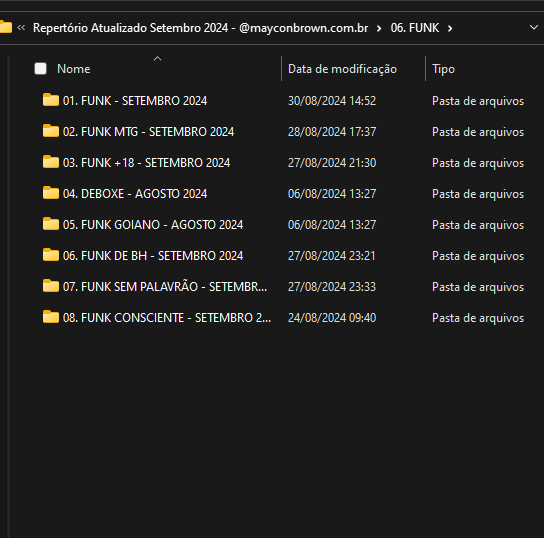 Repertório Atualizado Setembro 2024 - @mayconbrown.com.br > 06. FUNK >
Nome Data de modificação Tipo
01. FUNK - SETEMBRO 2024 30/08/2024 14:52 Pasta de arquivos
02. FUNK MTG - SETEMBRO 2024 28/08/2024 17:37 Pasta de arquivos
03. FUNK +18 - SETEMBRO 2024 27/08/2024 21:30 Pasta de arquivos
04. DEBOXE - AGOSTO 2024 06/08/2024 13:27 Pasta de arquivos
05. FUNK GOIANO - AGOSTO 2024 06/08/2024 13:27 Pasta de arquivos
06. FUNK DE BH - SETEMBRO 2024 27/08/2024 23:21 Pasta de arquivos
07. FUNK SEM PALAVRÃO - SETEMBR... 27/08/2024 23:33 Pasta de arquivos
08. FUNK CONSCIENTE - SETEMBRO 2... 24/08/2024 09:40 Pasta de arquivos